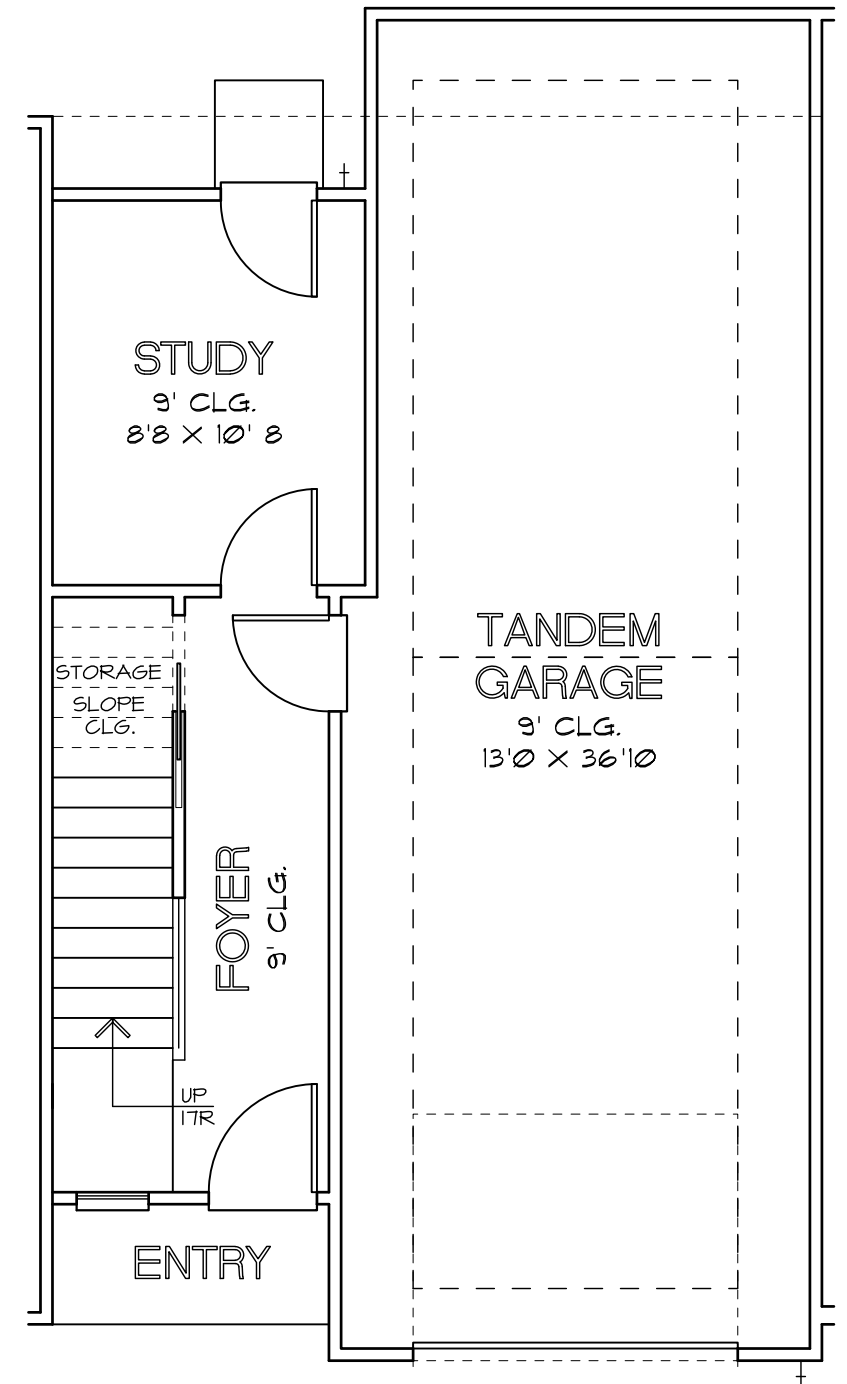 STUDY
9' CLG.
8'8 X 10' 8
TANDEM
GARAGE
9' CLG.
13'0 X 36'10
STORAGE
SLOPE
CLG.
FOYER
9' CLG.
UP
17R
ENTRY